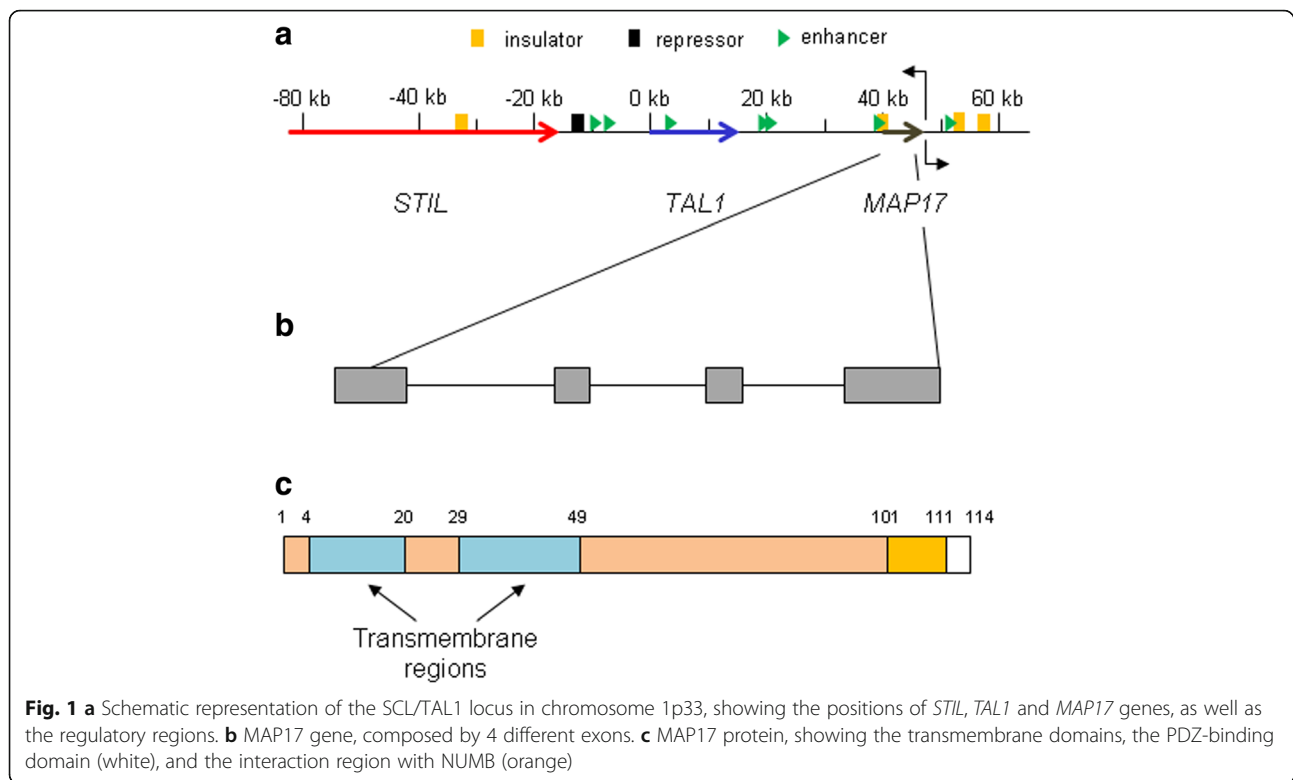 a
insulator repressor enhancer
-80 kb -40 kb -20 kb 0 kb 20 kb 40 kb 60 kb
STIL TAL1 MAP17
b
c
1 4 20 29 49 101 111 114
Transmembrane
regions
Fig. 1 a Schematic representation of the SCL/TAL1 locus in chromosome 1p33, showing the positions of STIL, TAL1 and MAP17 genes, as well as
the regulatory regions. b MAP17 gene, composed by 4 different exons. c MAP17 protein, showing the transmembrane domains, the PDZ-binding
domain (white), and the interaction region with NUMB (orange)